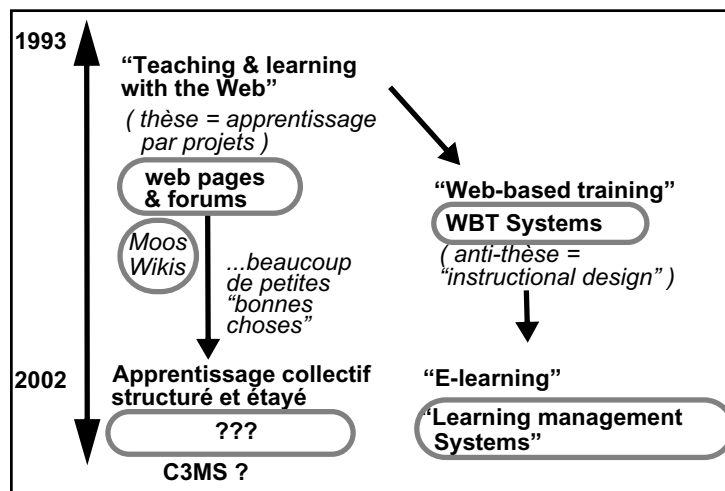 1993
“Teaching & learning
with the Web”
( thèse = apprentissage
par projets )
web pages
& forums
Moos
Wikis
...beaucoup
de petites
“bonnes
choses”
“Web-based training”
WBT Systems
( anti-thèse =
“instructional design” )
2002
Apprentissage collectif
structuré et étayé
???
C3MS ?
“E-learning”
“Learning management
Systems”